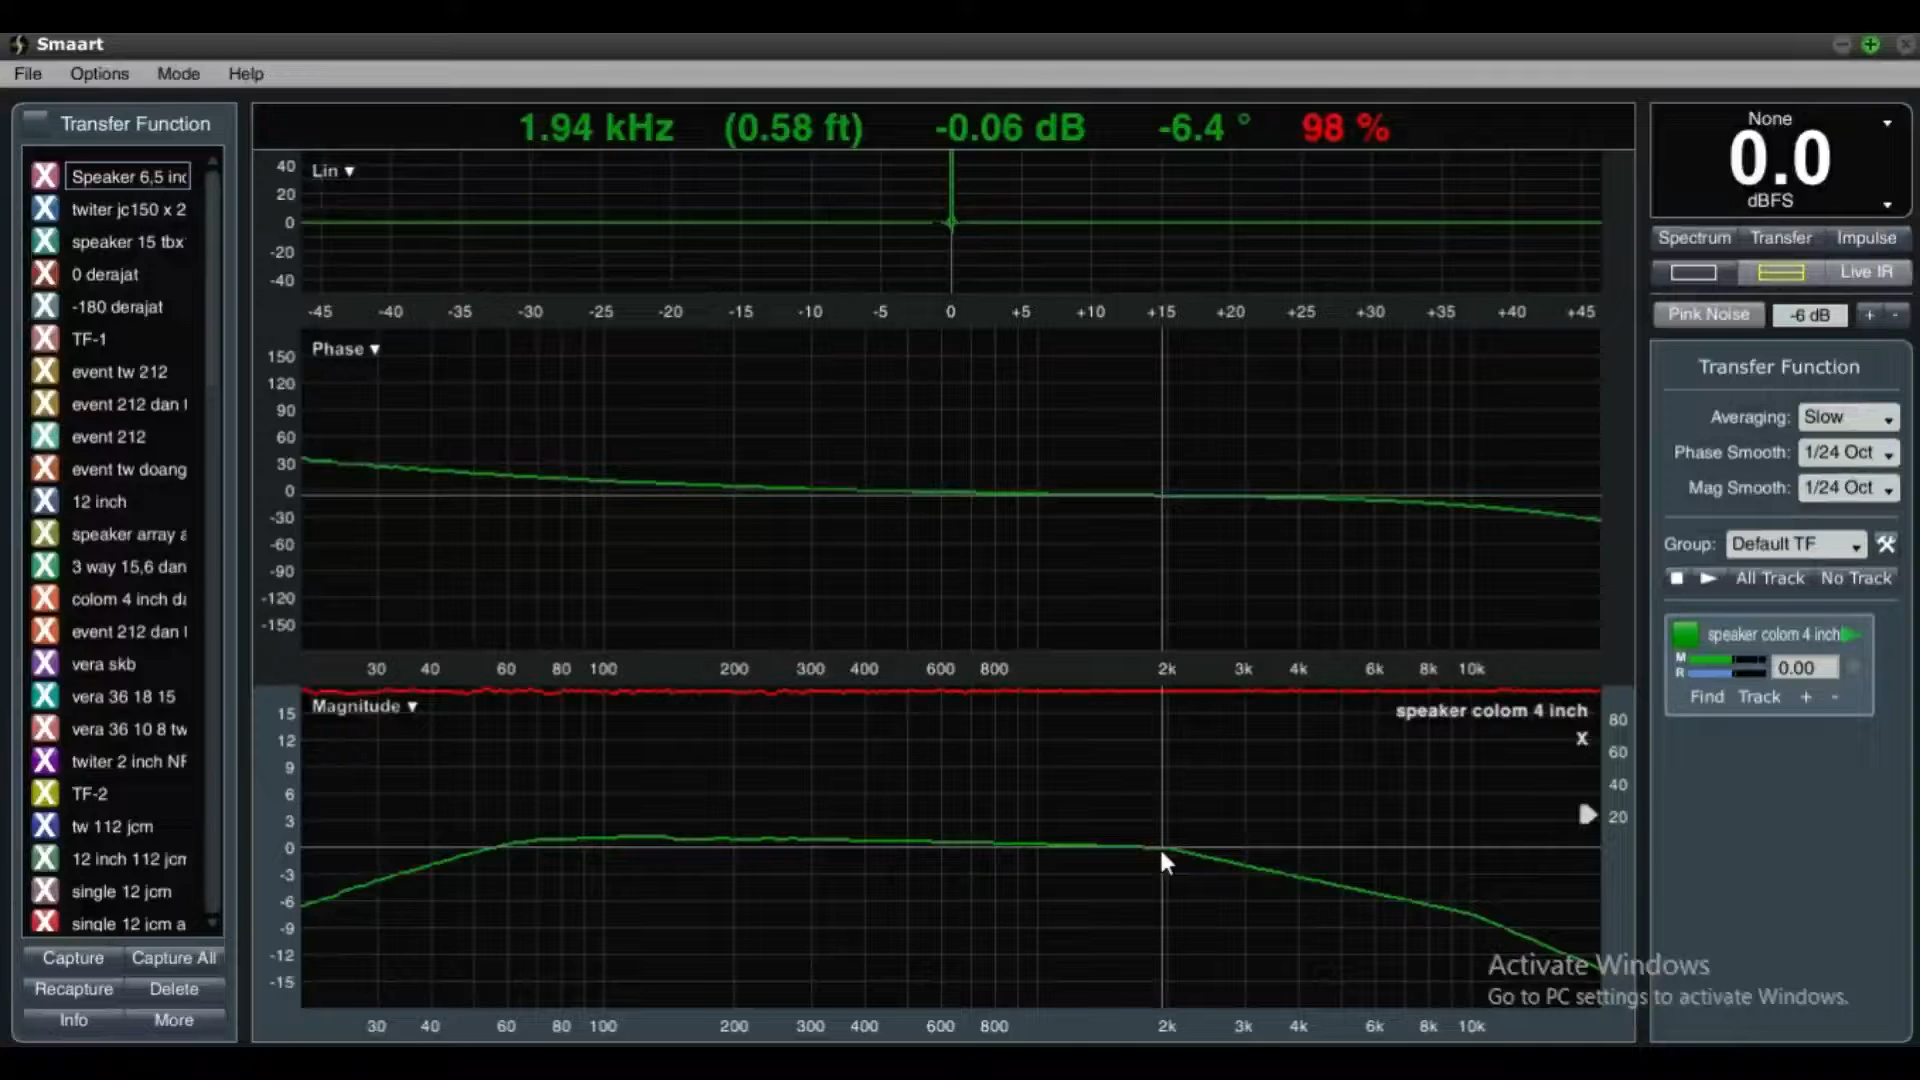 Smaart
File Options Mode Help
Transfer Function
Speaker 6,5 inc
twiter jc150 x 2
speaker 15 tbx
0 derajat
-180 derajat
TF-1
event tw 212
event 212 dan
event 212
event tw doang
12 inch
speaker array a
3 way 15,6 dan
colom 4 inch da
event 212 dan
vera skb
vera 36 18 15
vera 36 10 8 tw
twiter 2 inch NF
TF-2
tw 112 jcm
12 inch 112 jcm
single 12 jcm
single 12 jcm a
Capture Capture All
Recapture Delete
Info More
1.94 kHz (0.58 ft) -0.06 dB -6.4 ° 98 %
Lin
40
20
0
-20
-40
-45 -40 -35 -30 -25 -20 -15 -10 -5 0 +5 +10 +15 +20 +25 +30 +35 +40 +45
Phase
150
120
90
60
30
0
-30
-60
-90
-120
-150
30 40 60 80 100 200 300 400 600 800 2k 3k 4k 6k 8k 10k
Magnitude
speaker colom 4 inch
X
15
12
9
6
3
0
-3
-6
-9
-12
-15
80
60
40
20
30 40 60 80 100 200 300 400 600 800 2k 3k 4k 6k 8k 10k
None
0.0
dBFS
Spectrum Transfer Impulse
Live IR
Pink Noise -6 dB + -
Transfer Function
Averaging: Slow
Phase Smooth: 1/24 Oct
Mag Smooth: 1/24 Oct
Group: Default TF
All Track No Track
speaker colom 4 inch
M
R
0.00
Find Track + -
Activate Windows
Go to PC settings to activate Windows.